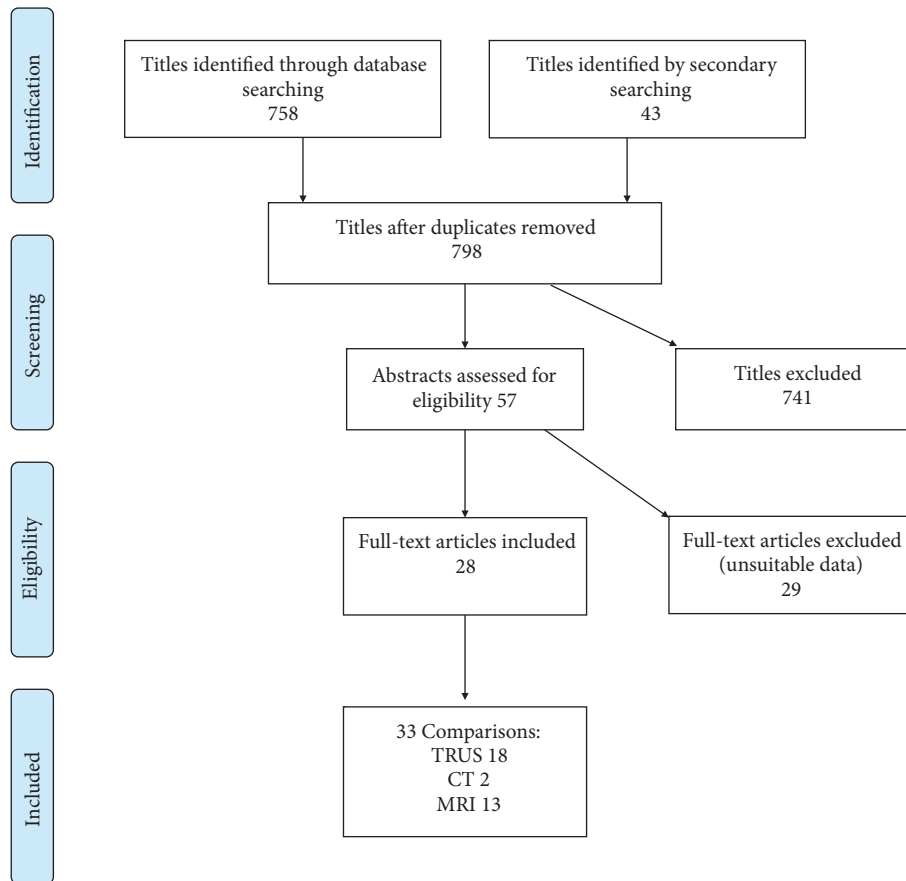 Identification
Titles identified through database
searching
758
Titles identified by secondary
searching
43
Titles after duplicates removed
798
Screening
Abstracts assessed for
eligibility 57
Titles excluded
741
Eligibility
Full-text articles included
28
Full-text articles excluded
(unsuitable data)
29
Included
33 Comparisons:
TRUS 18
CT 2
MRI 13